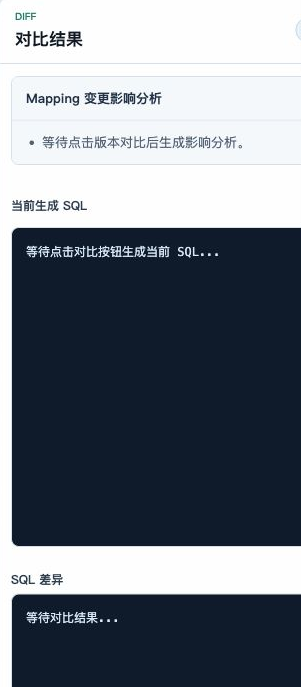 DIFF
对比结果
Mapping 变更影响分析
• 等待点击版本对比后生成影响分析。
当前生成 SQL
等待点击对比按钮生成当前 SQL...
SQL 差异
等待对比结果...